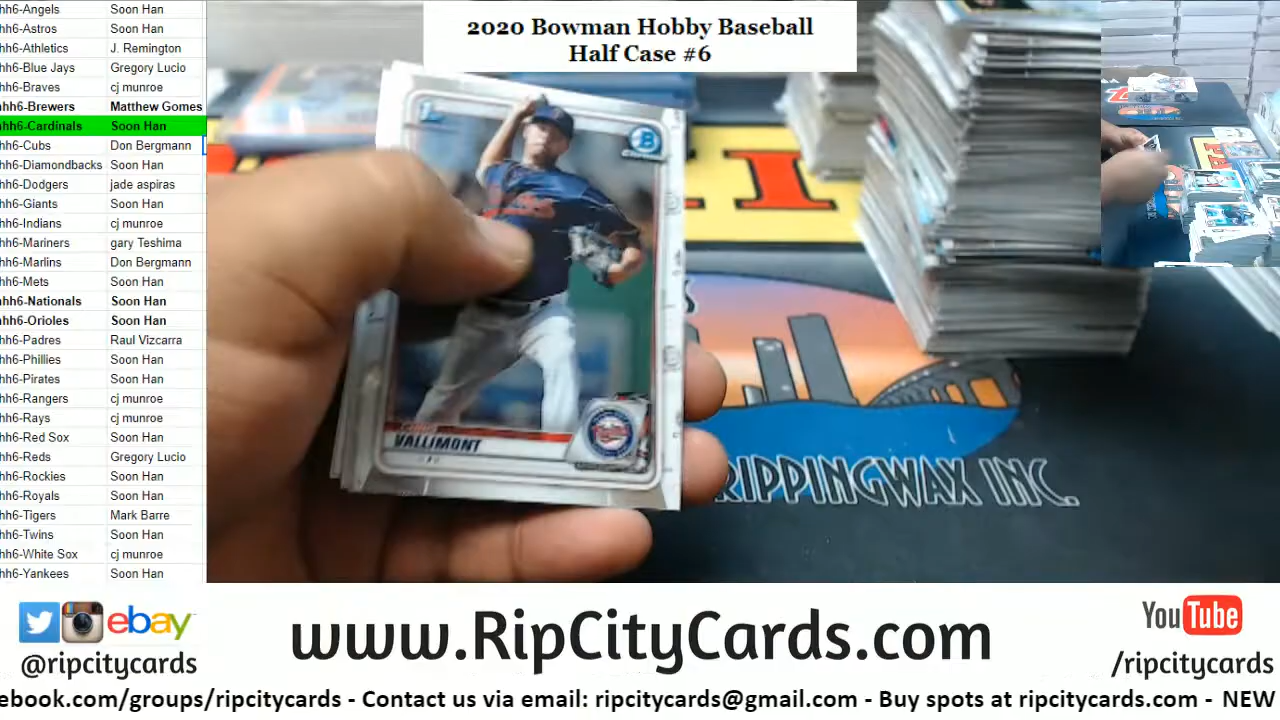 hh6-Angels Soon Han
hh6-Astros Soon Han
hh6-Athletics J. Remington
hh6-Blue Jays Gregory Lucio
hh6-Braves cj munroe
hh6-Brewers Matthew Gomes
hh6-Cardinals Soon Han
hh6-Cubs Don Bergmann
hh6-Diamondbacks Soon Han
hh6-Dodgers jade aspiras
hh6-Giants Soon Han
hh6-Indians cj munroe
hh6-Mariners gary Teshima
hh6-Marlins Don Bergmann
hh6-Mets Soon Han
hh6-Nationals Soon Han
hh6-Orioles Soon Han
hh6-Padres Raul Vizcarra
hh6-Phillies Soon Han
hh6-Pirates Soon Han
hh6-Rangers cj munroe
hh6-Rays cj munroe
hh6-Red Sox Soon Han
hh6-Reds Gregory Lucio
hh6-Rockies Soon Han
hh6-Royals Soon Han
hh6-Tigers Mark Barre
hh6-Twins Soon Han
hh6-White Sox cj munroe
hh6-Yankees Soon Han
2020 Bowman Hobby Baseball
Half Case #6
B
CHRIS
VALLIMONT
RIPPINGWAX INC.
ebay
@ripcitycards
www.RipCityCards.com
YouTube
/ripcitycards
ebook.com/groups/ripcitycards - Contact us via email: ripcitycards@gmail.com - Buy spots at ripcitycards.com - NEW